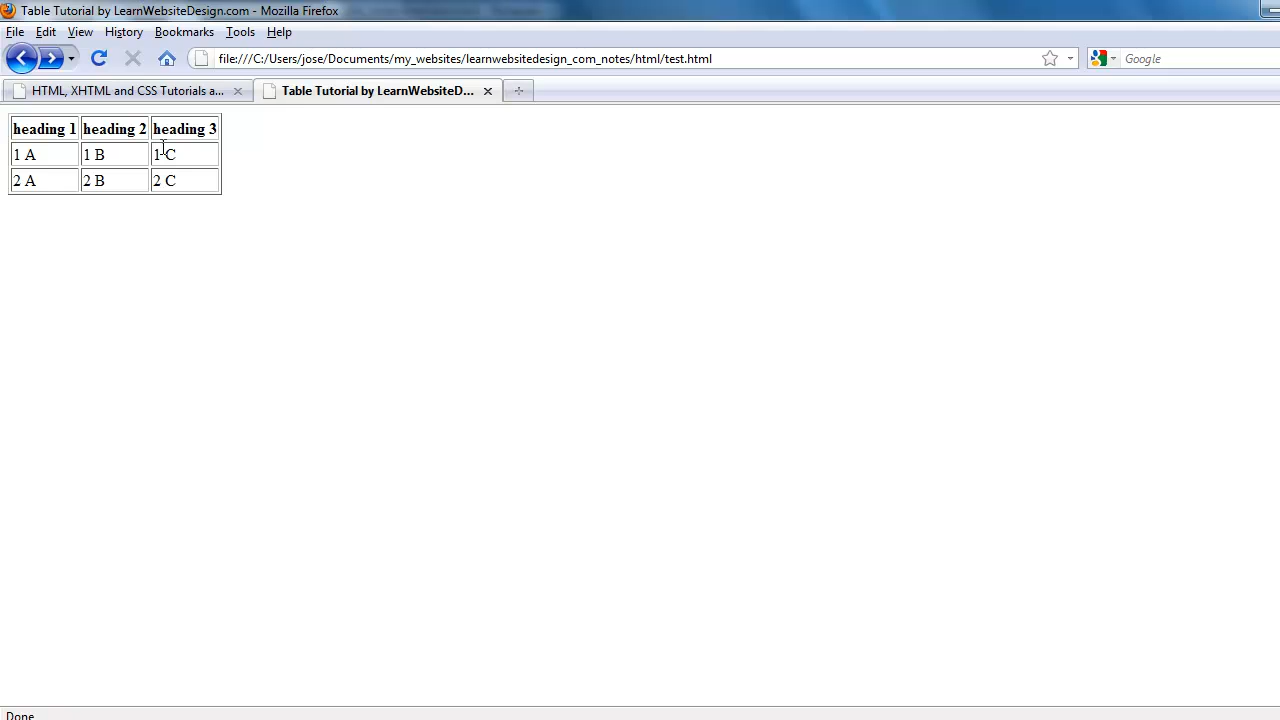 Table Tutorial by LearnWebsiteDesign.com - Mozilla Firefox
File Edit View History Bookmarks Tools Help
file:///C:/Users/jose/Documents/my_websites/learnwebsitedesign_com_notes/html/test.html Google
HTML, XHTML and CSS Tutorials a... Table Tutorial by LearnWebsiteD...
heading 1 heading 2 heading 3
1 A 1 B 1 C
2 A 2 B 2 C
Done